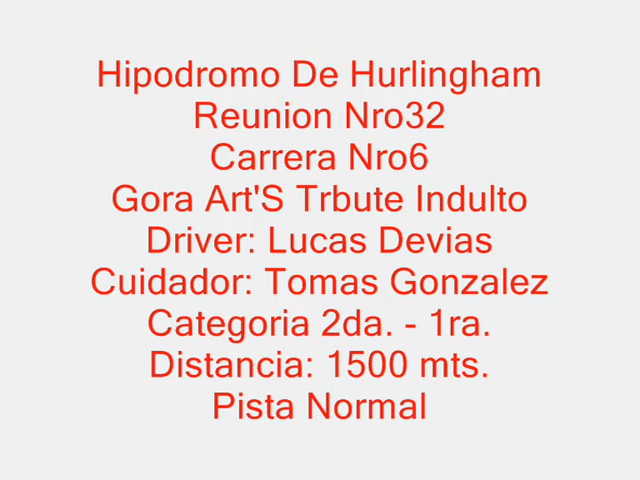 Hipodromo De Hurlingham
Reunion Nro32
Carrera Nro6
Gora Art'S Trbute Indulto
Driver: Lucas Devias
Cuidador: Tomas Gonzalez
Categoria 2da. - 1ra.
Distancia: 1500 mts.
Pista Normal